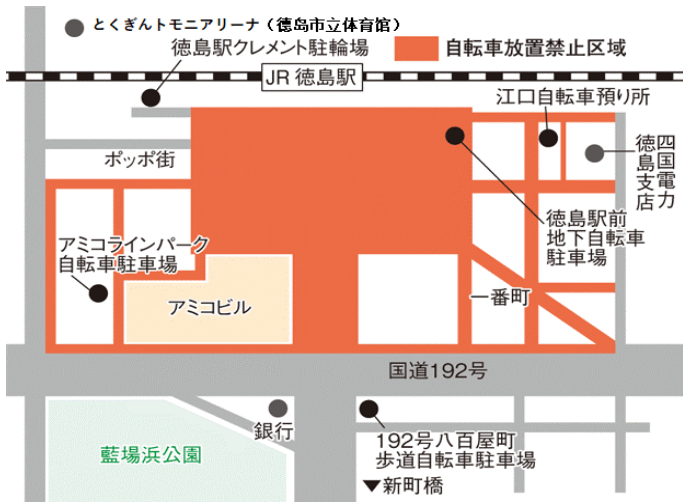 とくぎんトモニアリーナ（徳島市立体育館）
徳島駅クレメント駐輪場
自転車放置禁止区域
JR 徳島駅
江口自転車預り所
ポッポ街
四国電力
徳島支店
徳島駅前
地下自転車
駐車場
アミコラインパーク
自転車駐車場
アミコビル
一番町
国道192号
銀行
192号八百屋町
歩道自転車駐車場
藍場浜公園
▼新町橋